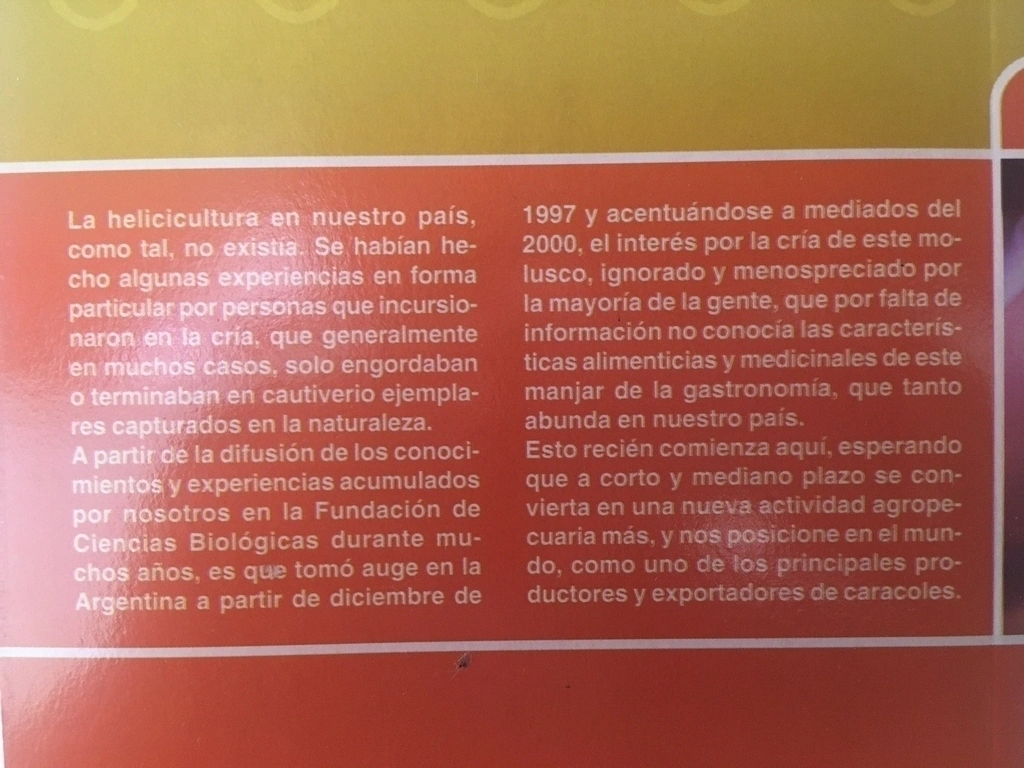 La helicicultura en nuestro país,
como tal, no existía. Se habían he-
cho algunas experiencias en forma
particular por personas que incursio-
naron en la cría, que generalmente
en muchos casos, solo engordaban
o terminaban en cautiverio ejempla-
res capturados en la naturaleza.
A partir de la difusión de los conoci-
mientos y experiencias acumulados
por nosotros en la Fundación de
Ciencias Biológicas durante mu-
chos años, es que tomó auge en la
Argentina a partir de diciembre de
1997 y acentuándose a mediados del
2000, el interés por la cría de este mo-
lusco, ignorado y menospreciado por
la mayoría de la gente, que por falta de
información no conocía las caracterís-
ticas alimenticias y medicinales de este
manjar de la gastronomía, que tanto
abunda en nuestro país.
Esto recién comienza aquí, esperando
que a corto y mediano plazo se con-
vierta en una nueva actividad agrope-
cuaria más, y nos posicione en el mun-
do, como uno de los principales pro-
ductores y exportadores de caracoles.